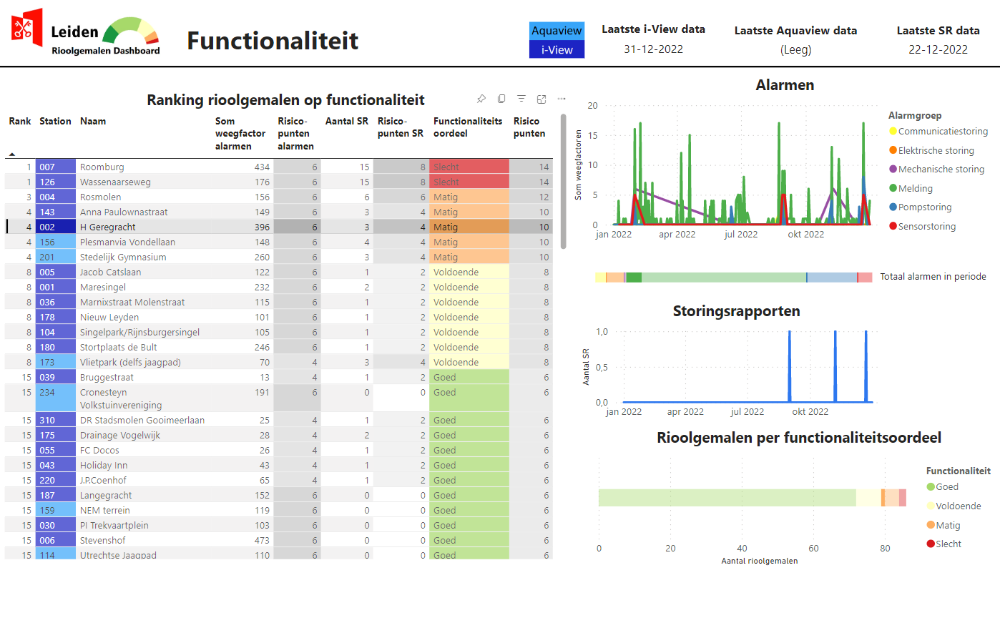 Leiden
Rioolgemalen Dashboard
Functionaliteit
Aquaview
i-View
Laatste i-View data
31-12-2022
Laatste Aquaview data
(Leeg)
Laatste SR data
22-12-2022
Ranking rioolgemalen op functionaliteit
Rank Station Naam Som weegfactor alarmen Risico-punten alarmen Aantal SR Risico-punten SR Functionaliteits oordeel Risico punten
1 007 Roomburg 434 6 15 8 Slecht 14
1 126 Wassenaarseweg 176 6 15 8 Slecht 14
3 004 Rosmolen 156 6 6 6 Matig 12
4 143 Anna Paulownastraat 149 6 3 4 Matig 10
4 002 H Geregracht 396 6 3 4 Matig 10
4 156 Plesmanvia Vondellaan 148 6 4 4 Matig 10
4 201 Stedelijk Gymnasium 260 6 3 4 Matig 10
8 005 Jacob Catslaan 122 6 1 2 Voldoende 8
8 001 Maresingel 232 6 2 2 Voldoende 8
8 036 Marnixstraat Molenstraat 115 6 1 2 Voldoende 8
8 178 Nieuw Leyden 101 6 1 2 Voldoende 8
8 104 Singelpark/Rijnsburgersingel 105 6 1 2 Voldoende 8
8 180 Stortplaats de Bult 246 6 1 2 Voldoende 8
8 173 Vlietpark (delfs jaagpad) 70 4 3 4 Voldoende 8
15 039 Bruggestraat 13 4 1 2 Goed 6
15 234 Cronesteyn Volkstuinvereniging 191 6 0 0 Goed 6
15 310 DR Stadsmolen Gooimeerlaan 25 4 1 2 Goed 6
15 175 Drainage Vogelwijk 28 4 2 2 Goed 6
15 055 FC Docos 26 4 1 2 Goed 6
15 043 Holiday Inn 43 4 1 2 Goed 6
15 220 J.P.Coenhof 65 4 1 2 Goed 6
15 187 Langegracht 152 6 0 0 Goed 6
15 159 NEM terrein 119 6 0 0 Goed 6
15 030 PI Trekvaartplein 103 6 0 0 Goed 6
15 006 Stevenshof 473 6 0 0 Goed 6
15 114 Utrechtse Jaagpad 110 6 0 0 Goed 6
Alarmen
Som weegfactoren
20
15
10
5
0
jan 2022 apr 2022 jul 2022 okt 2022
Alarmgroep
Communicatiestoring
Elektrische storing
Mechanische storing
Melding
Pompstoring
Sensorstoring
Totaal alarmen in periode
Storingsrapporten
Aantal SR
1,0
0,5
0,0
jan 2022 apr 2022 jul 2022 okt 2022
Rioolgemalen per functionaliteitsoordeel
Functionaliteit
Goed
Voldoende
Matig
Slecht
0 20 40 60 80
Aantal rioolgemalen